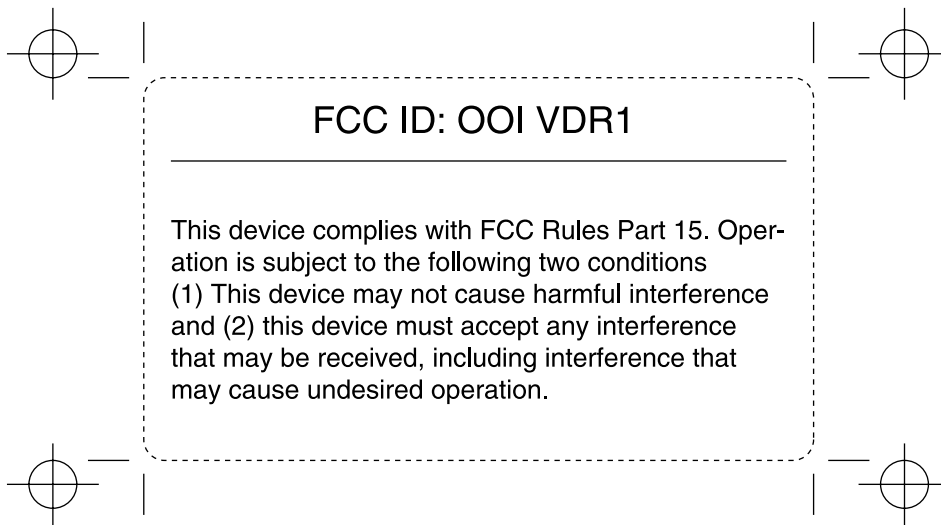 FCC ID: OOI VDR1
This device complies with FCC Rules Part 15. Oper-
ation is subject to the following two conditions
(1) This device may not cause harmful interference
and (2) this device must accept any interference
that may be received, including interference that
may cause undesired operation.